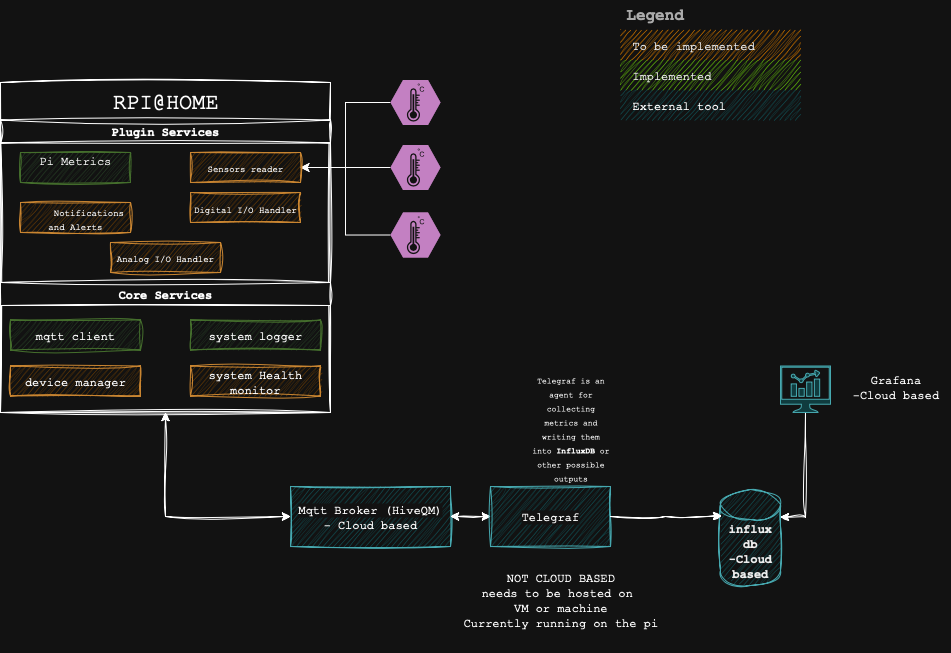 Legend
To be implemented
Implemented
External tool
RPI@HOME
Plugin Services
Pi Metrics
Sensors reader
Notifications
and Alerts
Digital I/O Handler
Analog I/O Handler
°C
°C
°C
Core Services
mqtt client
system logger
device manager
system Health
monitor
Telegraf is an
agent for
collecting
metrics and
writing them
into InfluxDB or
other possible
outputs
Grafana
-Cloud based
Mqtt Broker (HiveQM)
- Cloud based
Telegraf
influx
db
-Cloud
based
NOT CLOUD BASED
needs to be hosted on
VM or machine
Currently running on the pi